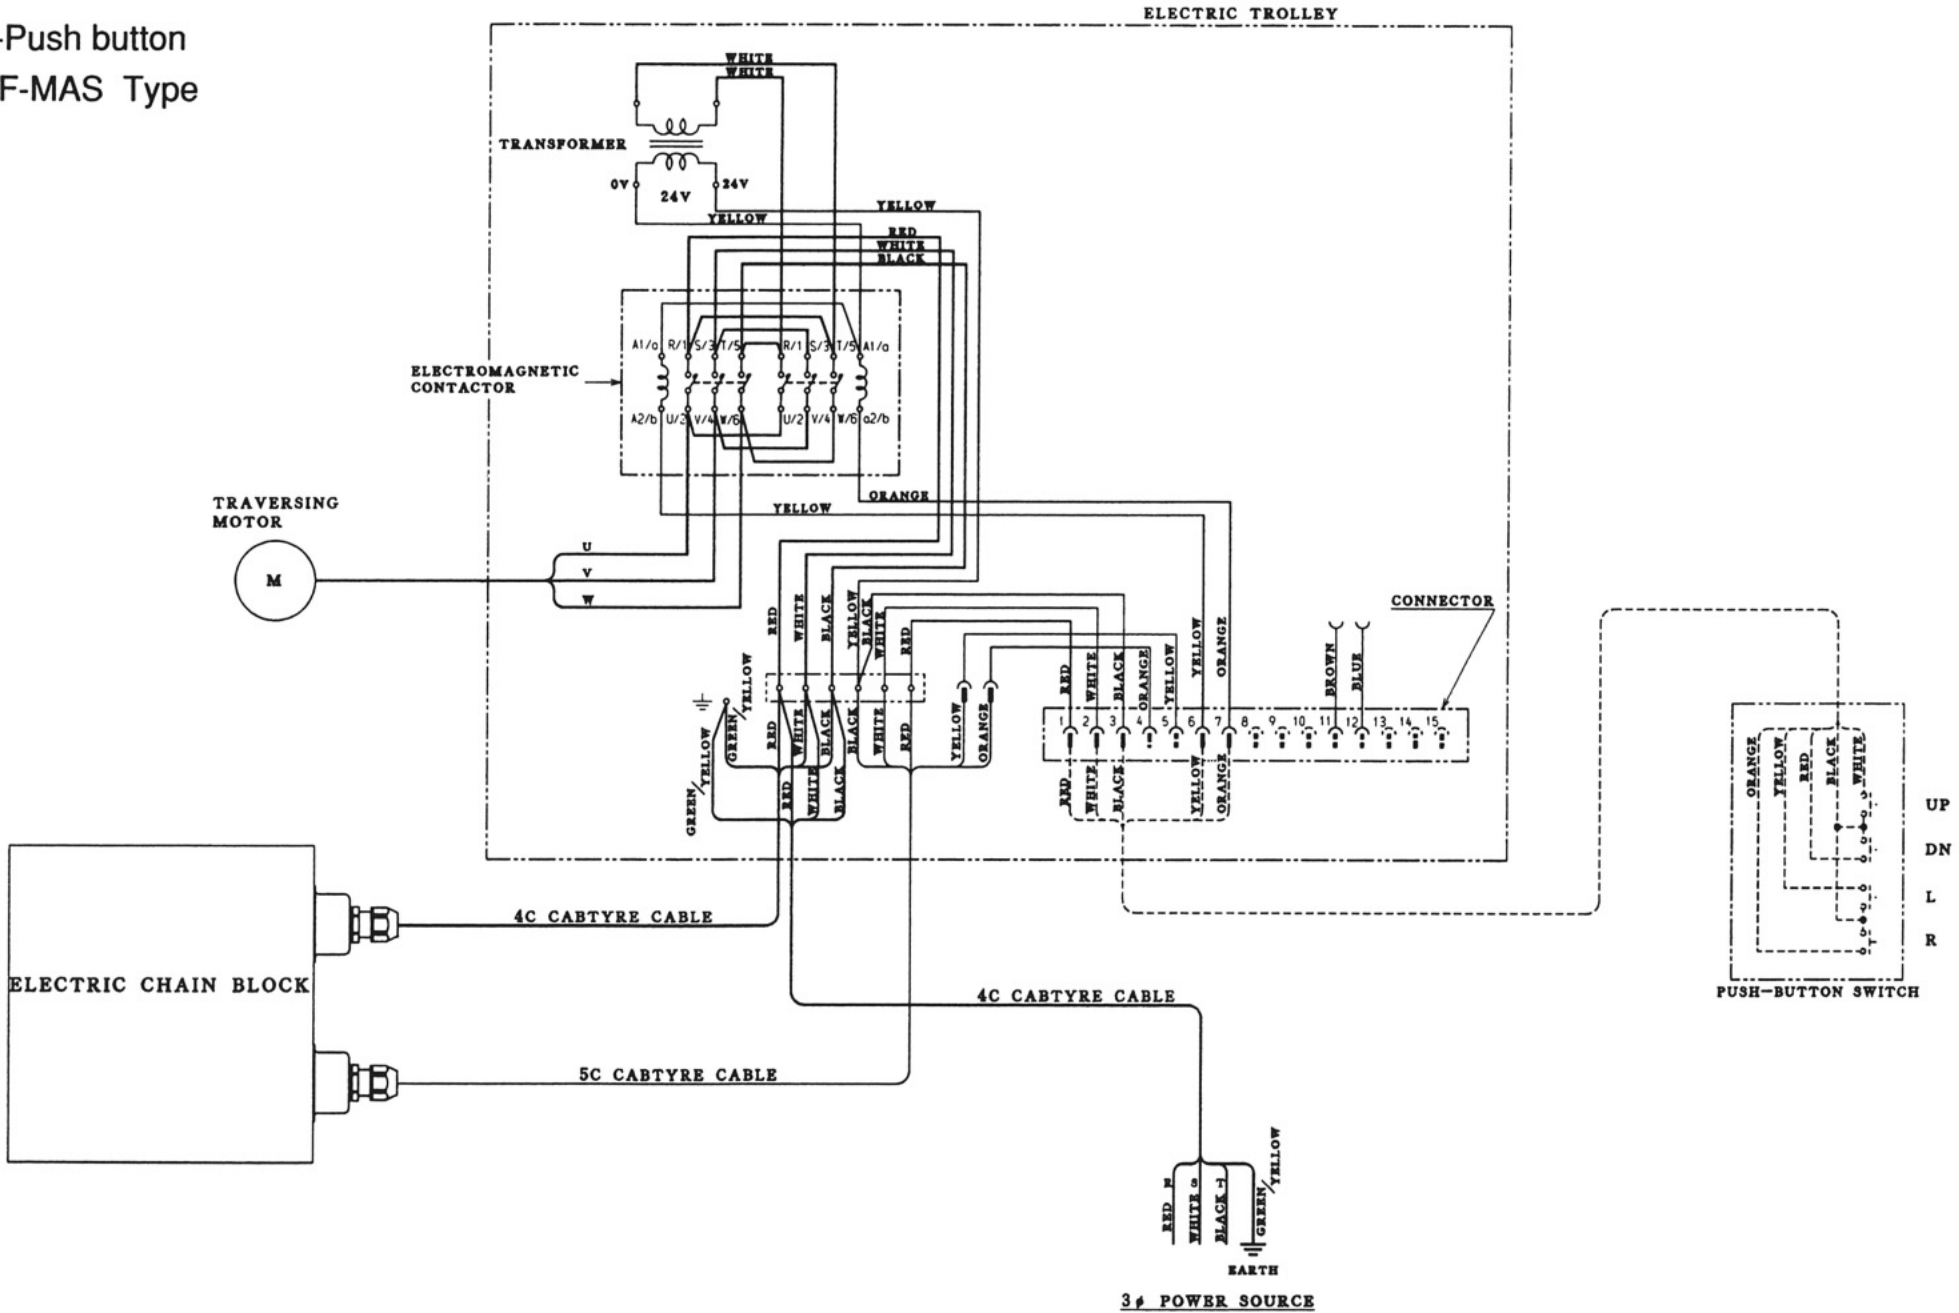 -Push button
F-MAS Type
ELECTRIC TROLLEY
WHITE
WHITE
TRANSFORMER
0V
24V
24V
YELLOW
YELLOW
RED
WHITE
BLACK
A1/a R/1 S/3 T/5 R/1 S/3 T/5 A1/a
ELECTROMAGNETIC
CONTACTOR
A2/b U/2 V/4 W/6 U/2 V/4 W/6 a2/b
ORANGE
YELLOW
TRAVERSING
MOTOR
M
U
V
W
CONNECTOR
RED
WHITE
BLACK
YELLOW
BLACK
WHITE
RED
RED
WHITE
BLACK
ORANGE
YELLOW
YELLOW
ORANGE
BROWN
BLUE
1 2 3 4 5 6 7 8 9 10 11 12 13 14 15
GREEN/YELLOW
RED
WHITE
BLACK
BLACK
WHITE
RED
YELLOW
ORANGE
GREEN/YELLOW
RED
WHITE
BLACK
RED
WHITE
BLACK
YELLOW
ORANGE
ORANGE
YELLOW
RED
BLACK
WHITE
UP
DN
L
R
PUSH-BUTTON SWITCH
4C CABTYRE CABLE
ELECTRIC CHAIN BLOCK
4C CABTYRE CABLE
5C CABTYRE CABLE
R S T
RED
WHITE
BLACK
GREEN/YELLOW
EARTH
3ø POWER SOURCE